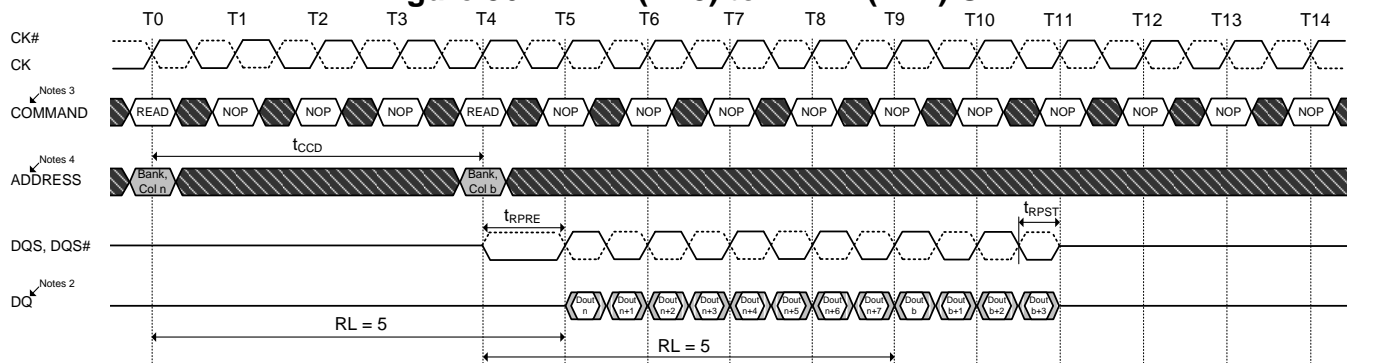 T0 T1 T2 T3 T4 T5 T6 T7 T8 T9 T10 T11 T12 T13 T14
CK#
CK
Notes 3
COMMAND
READ NOP NOP NOP READ NOP NOP NOP NOP NOP NOP NOP NOP NOP NOP
tCCD
Notes 4
ADDRESS
Bank, Col n
Bank, Col b
tRPRE
tRPST
DQS, DQS#
Notes 2
DQ
Dout n
Dout n+1
Dout n+2
Dout n+3
Dout n+4
Dout n+5
Dout n+6
Dout n+7
Dout b
Dout b+1
Dout b+2
Dout b+3
RL = 5
RL = 5